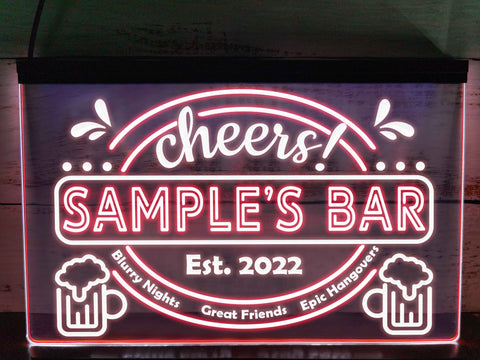 cheers!
SAMPLE'S BAR
Est. 2022
Blurry Nights
Great Friends
Epic Hangovers